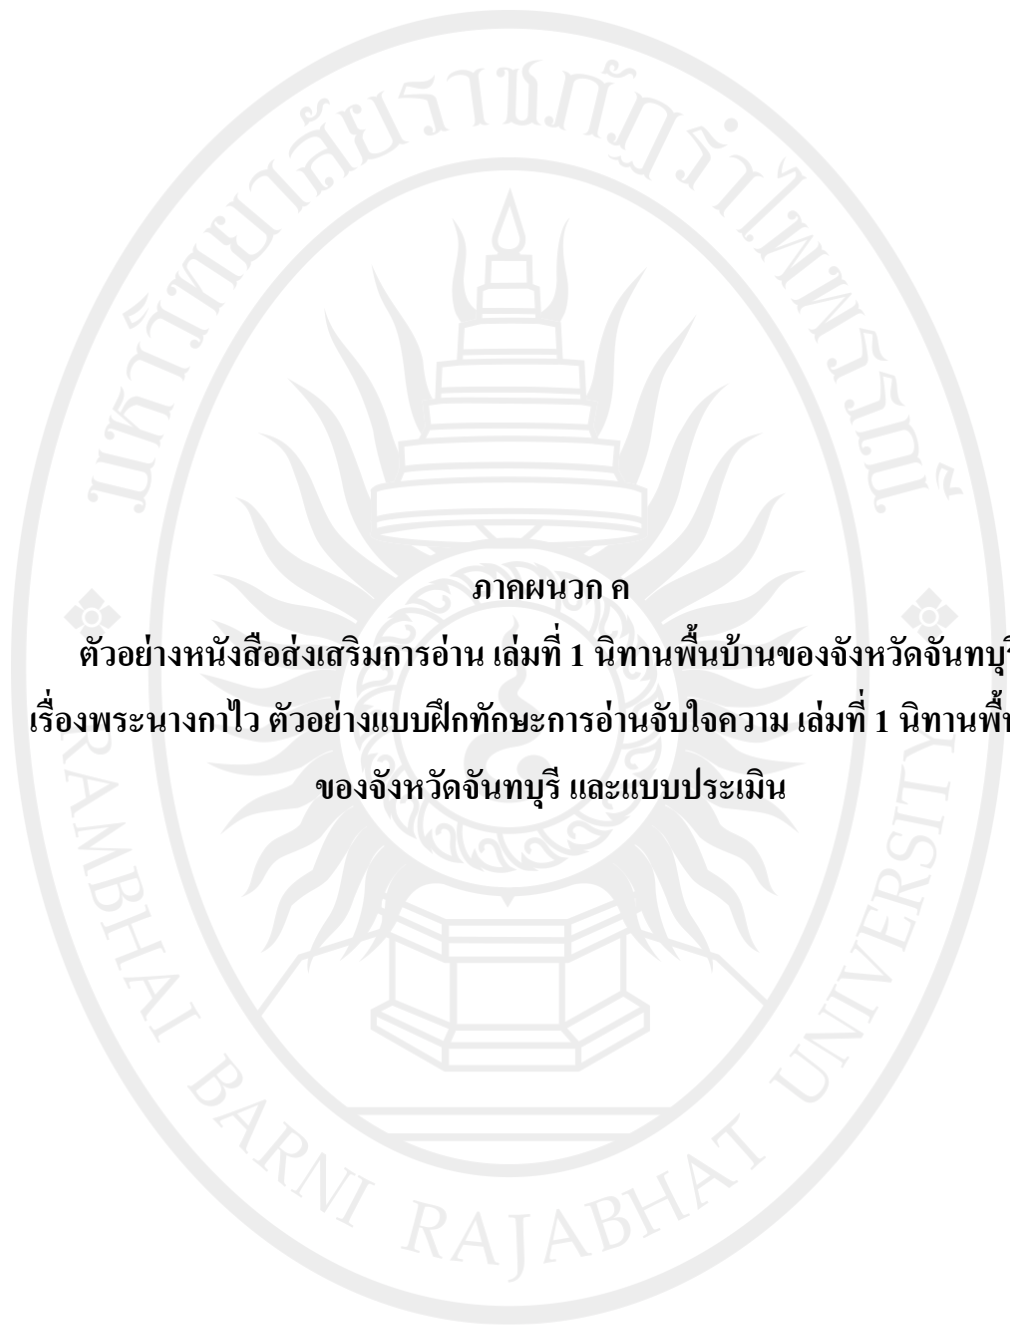 มหาวิทยาลัยราชภัฏรำไพพรรณี
ภาคผนวก ค
ตัวอย่างหนังสือส่งเสริมการอ่าน เล่มที่ 1 นิทานพื้นบ้านของจังหวัดจันทบุรี
เรื่องพระนางกาไว ตัวอย่างแบบฝึกทักษะการอ่านจับใจความ เล่มที่ 1 นิทานพื้น
ของจังหวัดจันทบุรี และแบบประเมิน
RAMBHAI BARNI RAJABHAT UNIVERSITY